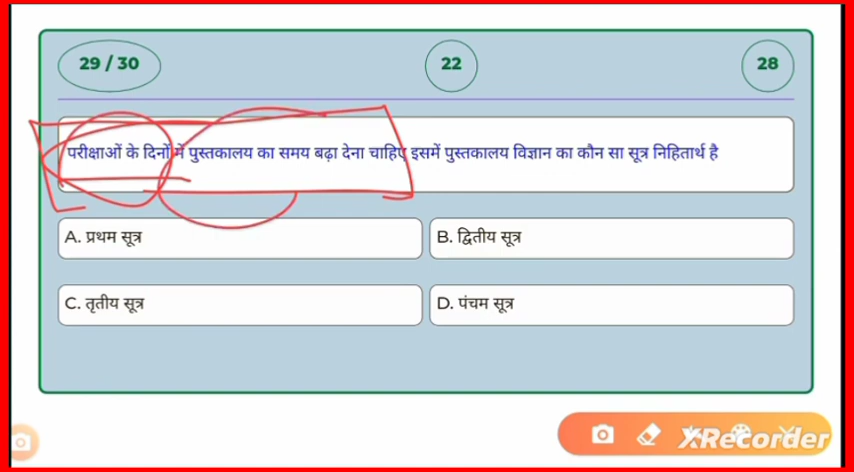 29 / 30
22
28
परीक्षाओं के दिनों में पुस्तकालय का समय बढ़ा देना चाहिए इसमें पुस्तकालय विज्ञान का कौन सा सूत्र निहितार्थ है
A. प्रथम सूत्र
B. द्वितीय सूत्र
C. तृतीय सूत्र
D. पंचम सूत्र
XRecorder